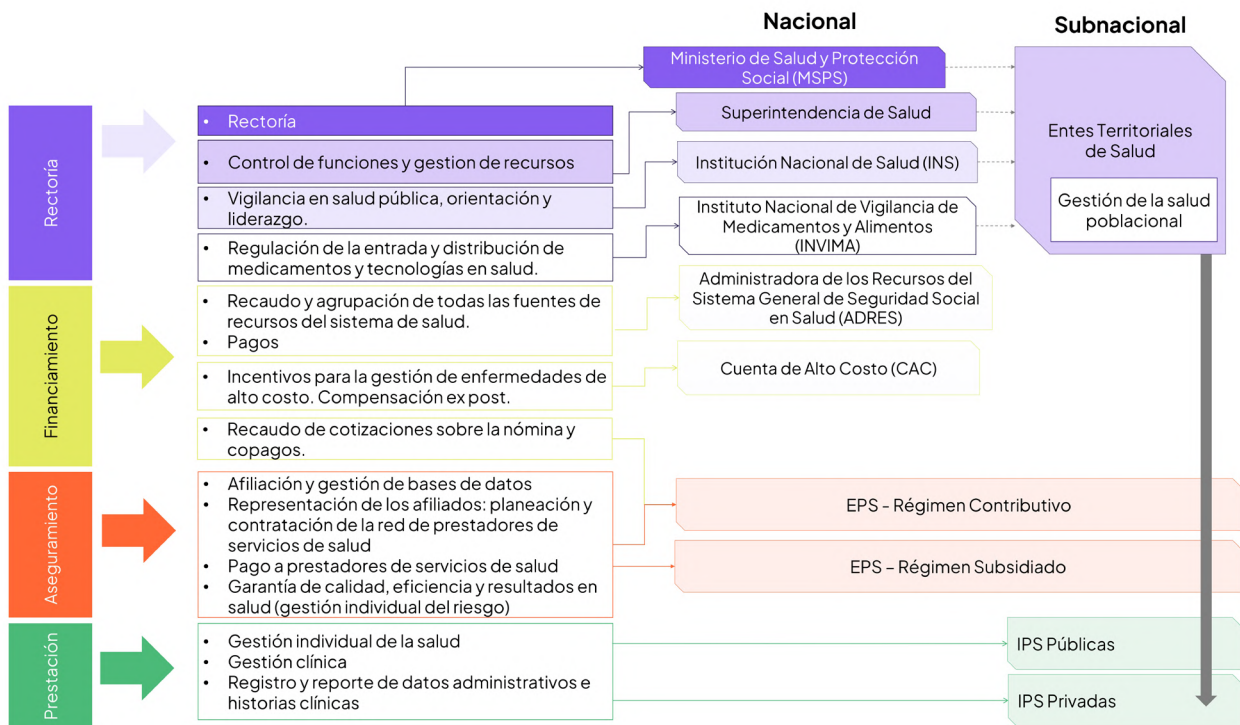 Nacional
Subnacional
Ministerio de Salud y Protección
Social (MSPS)
Rectoría
• Rectoría
Superintendencia de Salud
Entes Territoriales
de Salud
• Control de funciones y gestion de recursos
Institución Nacional de Salud (INS)
• Vigilancia en salud pública, orientación y
liderazgo.
Gestión de la salud
poblacional
• Regulación de la entrada y distribución de
medicamentos y tecnologías en salud.
Instituto Nacional de Vigilancia de
Medicamentos y Alimentos
(INVIMA)
Financiamiento
• Recaudo y agrupación de todas las fuentes de
recursos del sistema de salud.
• Pagos
Administradora de los Recursos del
Sistema General de Seguridad Social
en Salud (ADRES)
• Incentivos para la gestión de enfermedades de
alto costo. Compensación ex post.
Cuenta de Alto Costo (CAC)
• Recaudo de cotizaciones sobre la nómina y
copagos.
Aseguramiento
• Afiliación y gestión de bases de datos
• Representación de los afiliados: planeación y
contratación de la red de prestadores de
servicios de salud
• Pago a prestadores de servicios de salud
• Garantía de calidad, eficiencia y resultados en
salud (gestión individual del riesgo)
EPS - Régimen Contributivo
EPS – Régimen Subsidiado
Prestación
• Gestión individual de la salud
• Gestión clínica
• Registro y reporte de datos administrativos e
historias clínicas
IPS Públicas
IPS Privadas